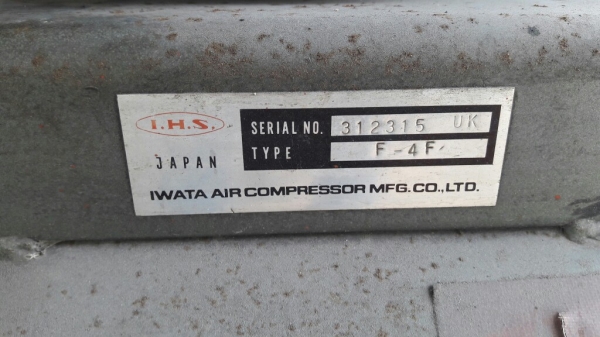 I.H.S.
JAPAN
SERIAL NO. 312315 UK
TYPE F-4F
IWATA AIR COMPRESSOR MFG.CO.,LTD.